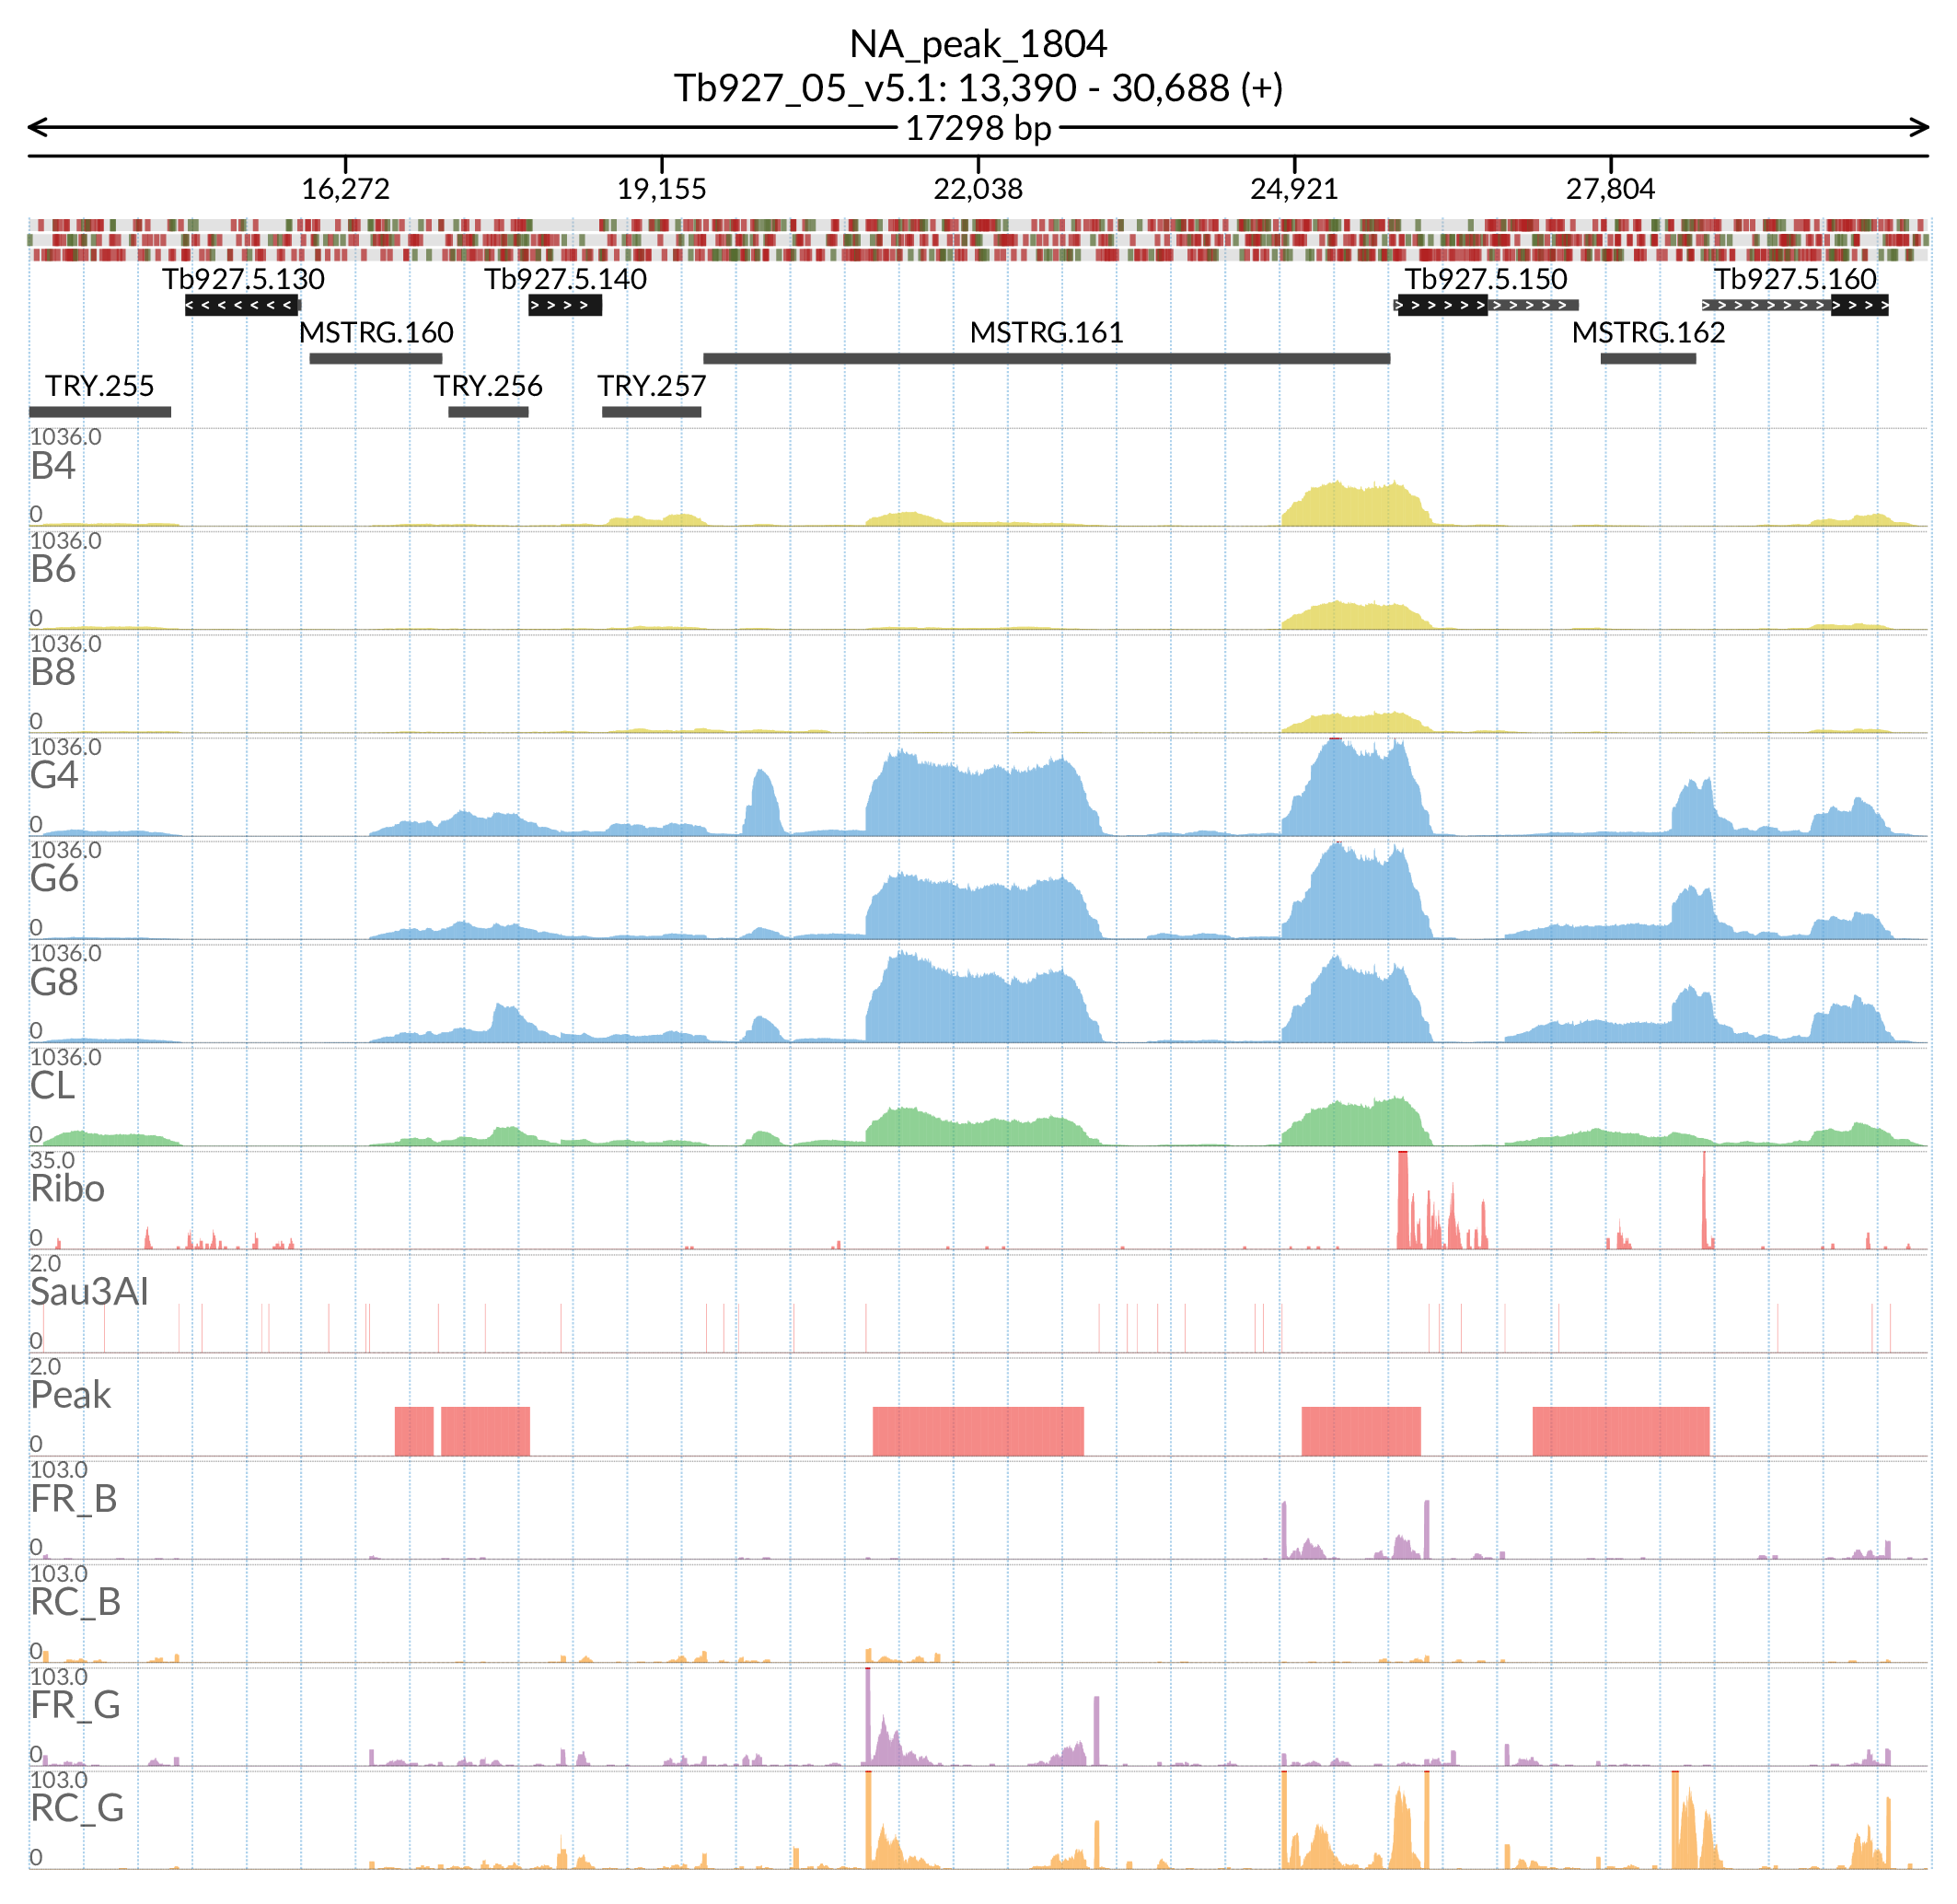 NA_peak_1804
Tb927_05_v5.1: 13,390 - 30,688 (+)
17298 bp
16,272 19,155 22,038 24,921 27,804
Tb927.5.130 Tb927.5.140 Tb927.5.150 Tb927.5.160
MSTRG.160 MSTRG.161 MSTRG.162
TRY.255 TRY.256 TRY.257
1036.0
B4
0
1036.0
B6
0
1036.0
B8
0
1036.0
G4
0
1036.0
G6
0
1036.0
G8
0
1036.0
CL
0
35.0
Ribo
0
2.0
Sau3AI
0
2.0
Peak
0
103.0
FR_B
0
103.0
RC_B
0
103.0
FR_G
0
103.0
RC_G
0